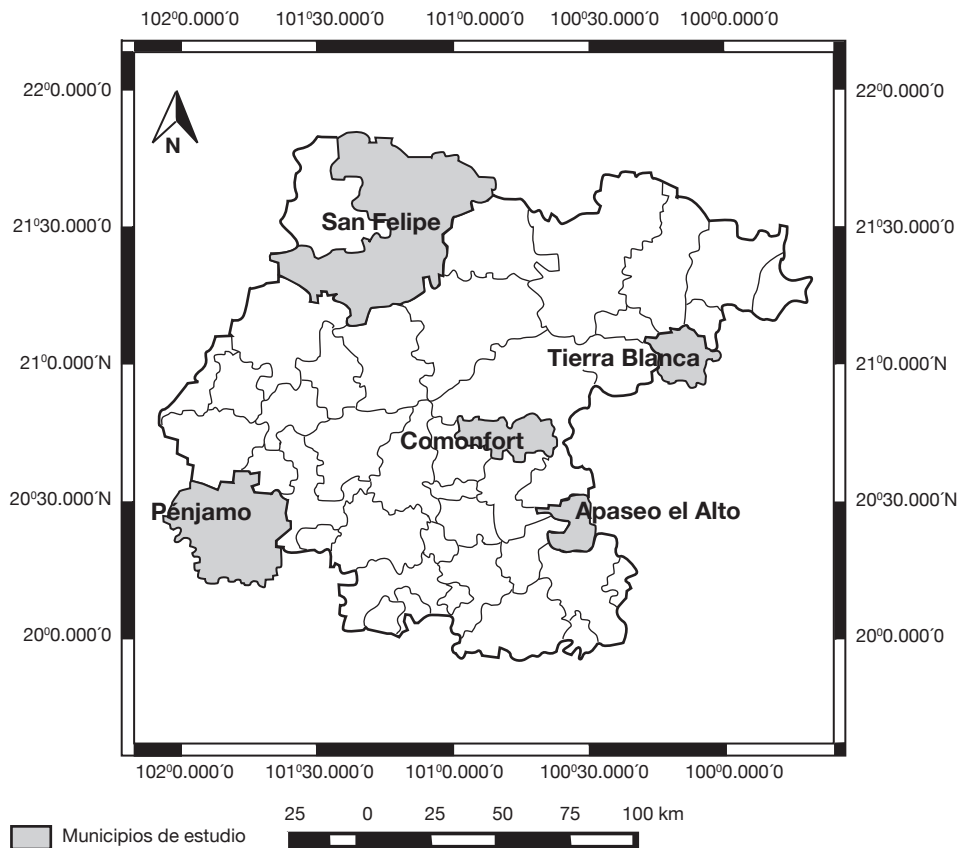 102⁰0.000´0 101⁰30.000´0 101⁰0.000´0 100⁰30.000´0 100⁰0.000´0
22⁰0.000´0 22⁰0.000´0
N
San Felipe
21⁰30.000´0 21⁰30.000´0
Tierra Blanca
21⁰0.000´N 21⁰0.000´N
Comonfort
20⁰30.000´N 20⁰30.000´N
Pénjamo Apaseo el Alto
20⁰0.000´0 20⁰0.000´0
102⁰0.000´0 101⁰30.000´0 101⁰0.000´0 100⁰30.000´0 100⁰0.000´0
25 0 25 50 75 100 km
Municipios de estudio